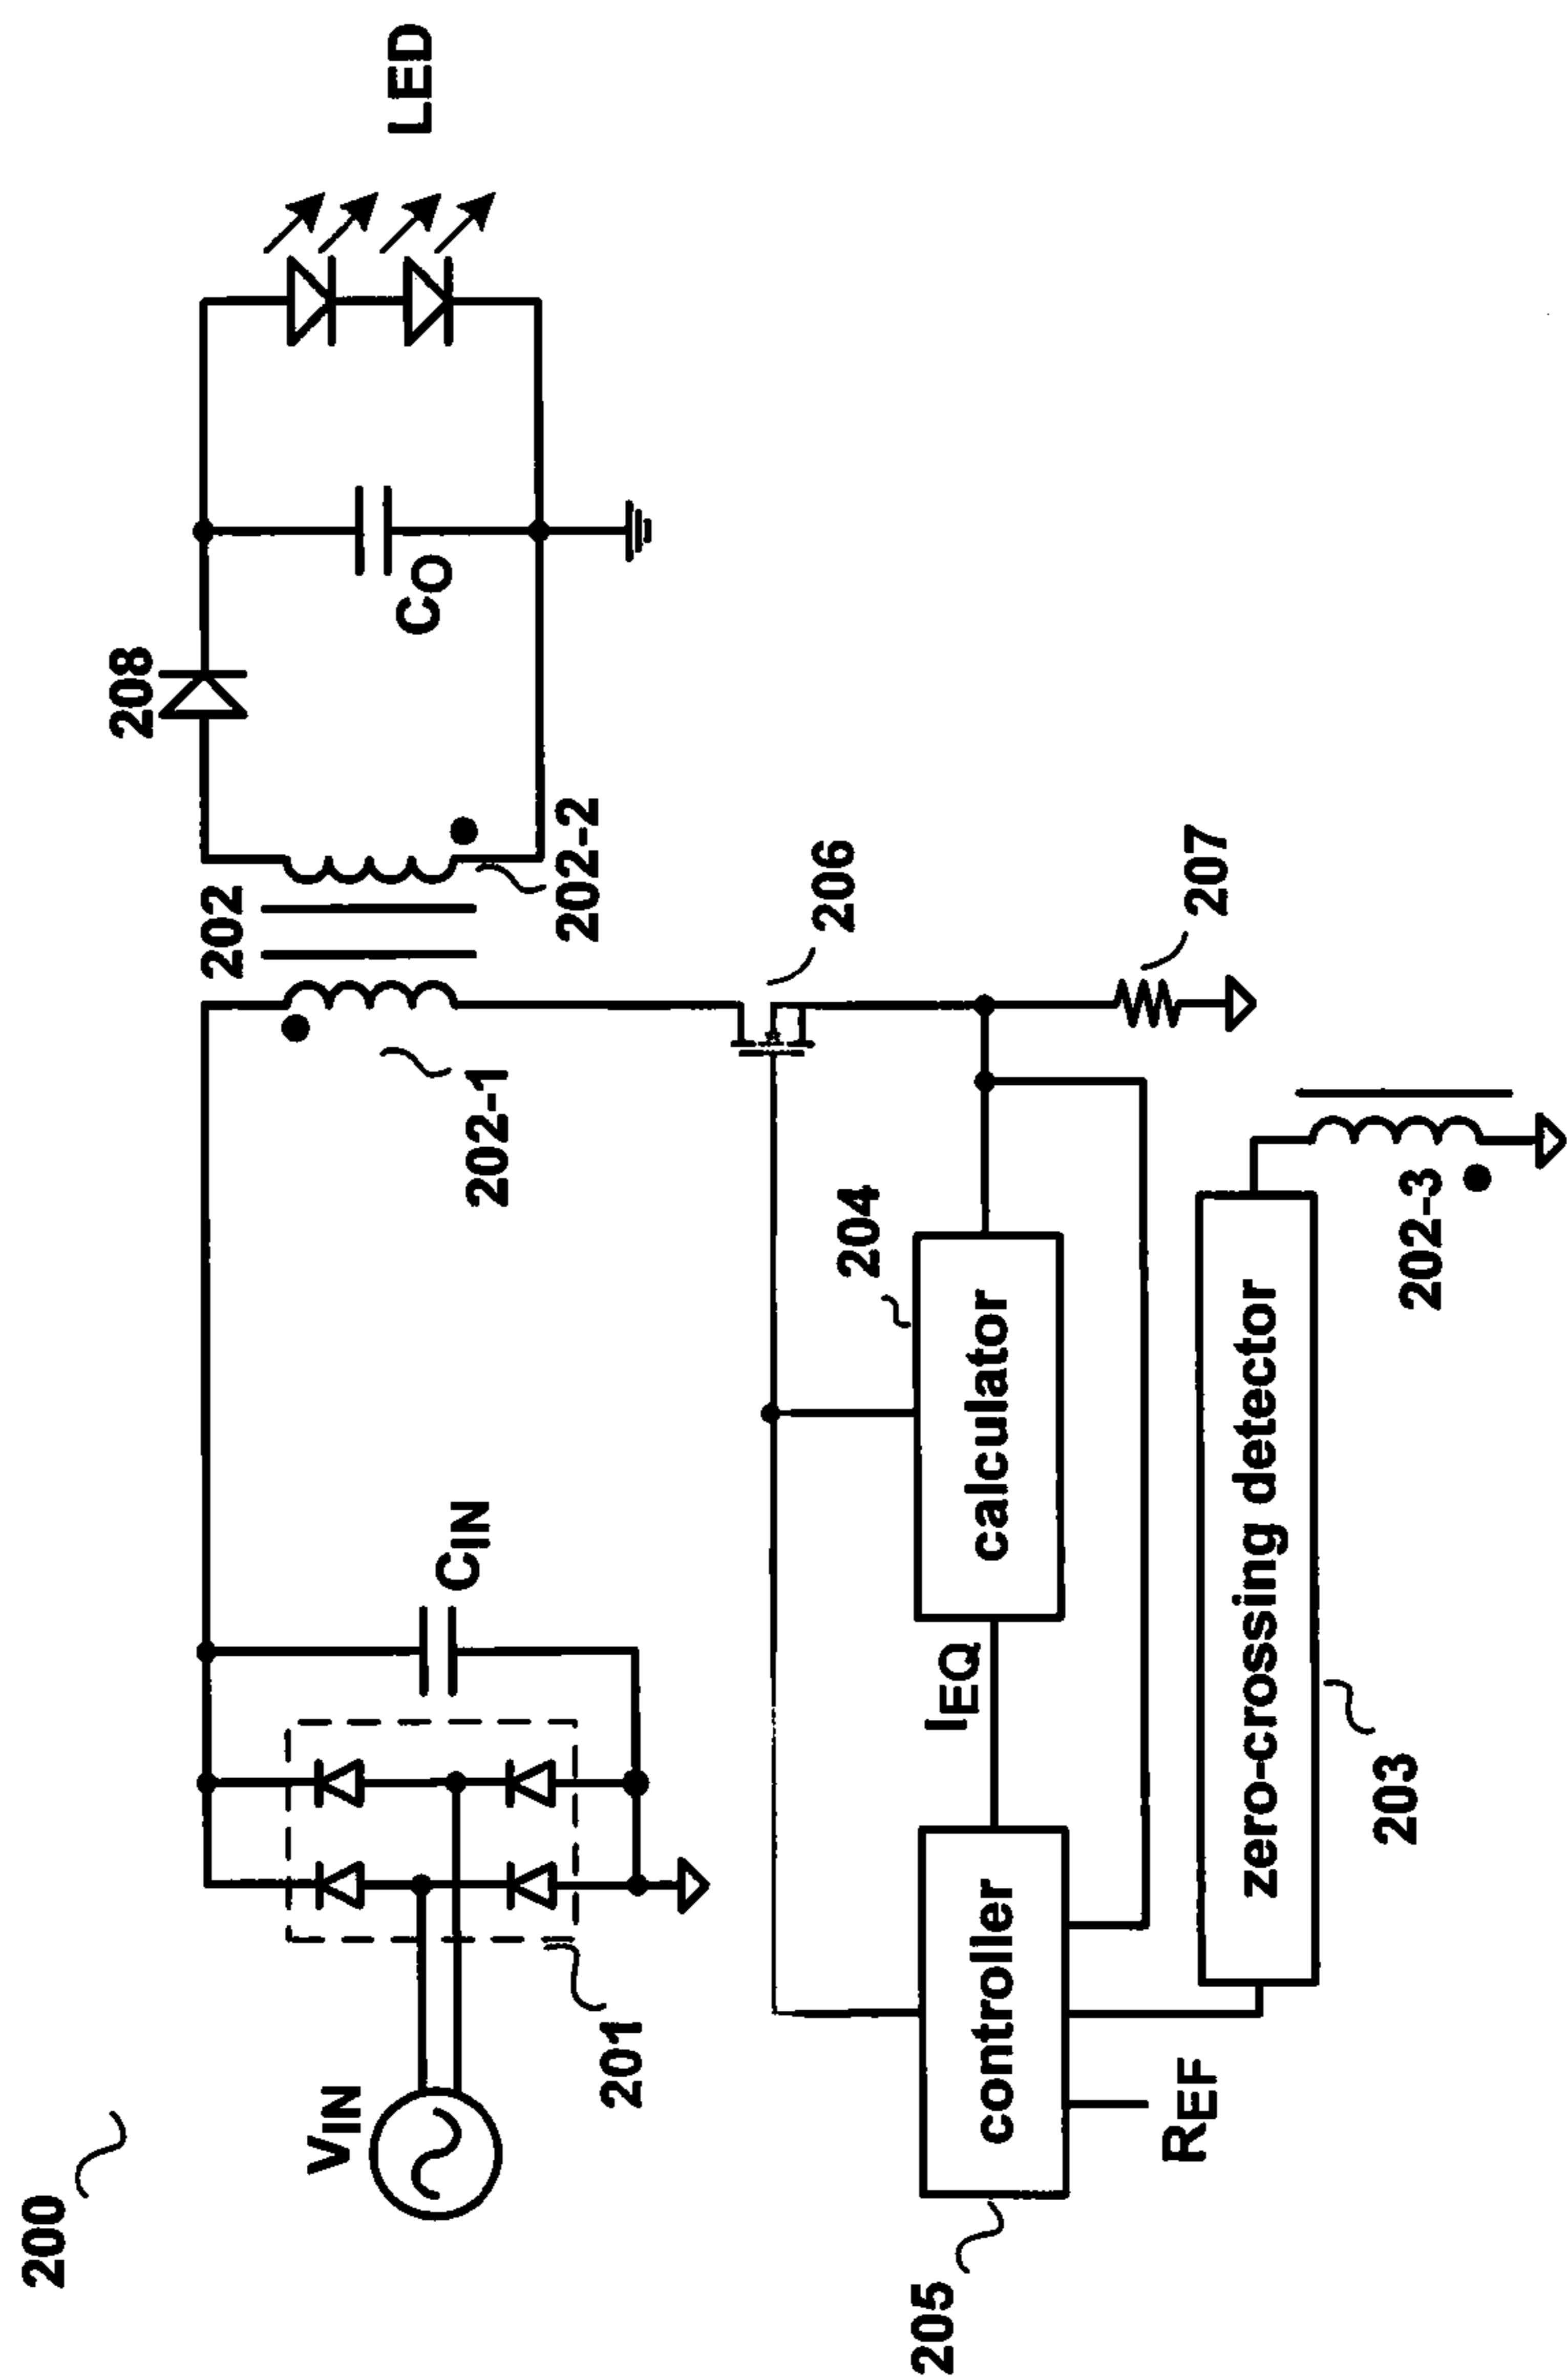 200
202
208
LED
VIN
CIN
CO
201
202-1
202-2
206
204
IEQ
calculator
controller
205
207
REF
zero-crossing detector
203
202-3